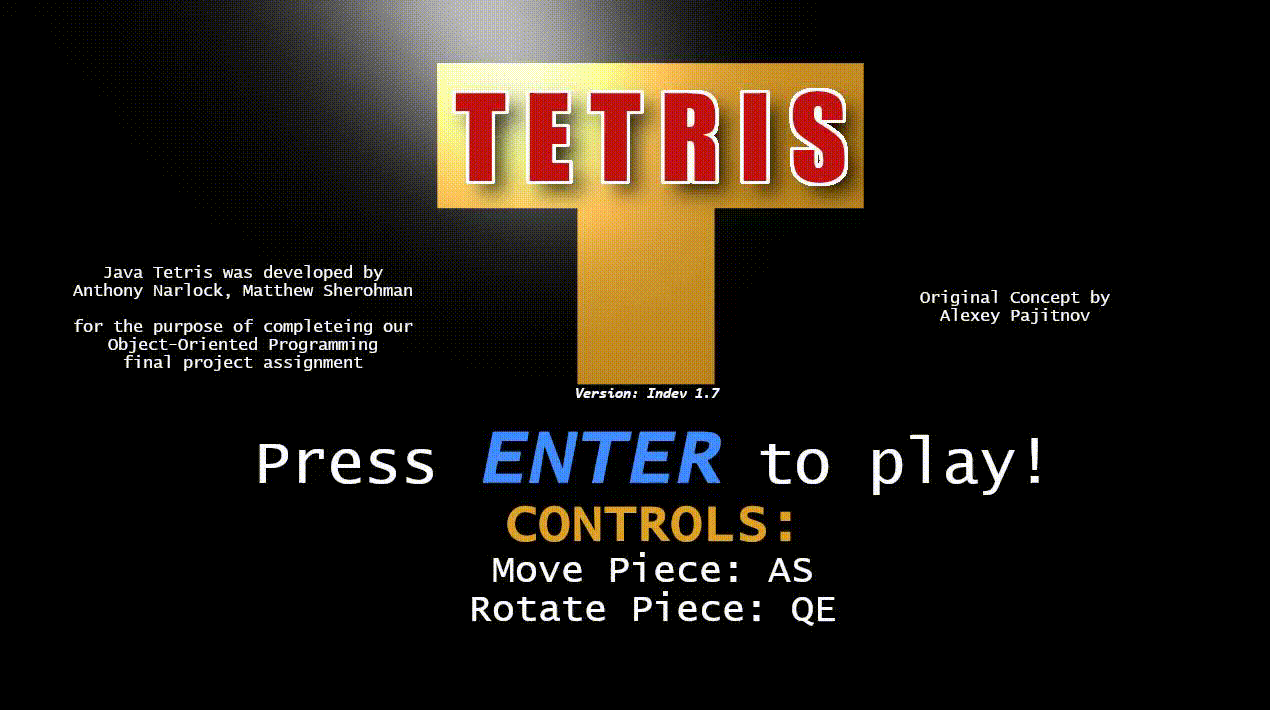 TETRIS
Java Tetris was developed by
Anthony Narlock, Matthew Sherohman
for the purpose of completeing our
Object-Oriented Programming
final project assignment
Original Concept by
Alexey Pajitnov
Version: Indev 1.7
Press ENTER to play!
CONTROLS:
Move Piece: AS
Rotate Piece: QE